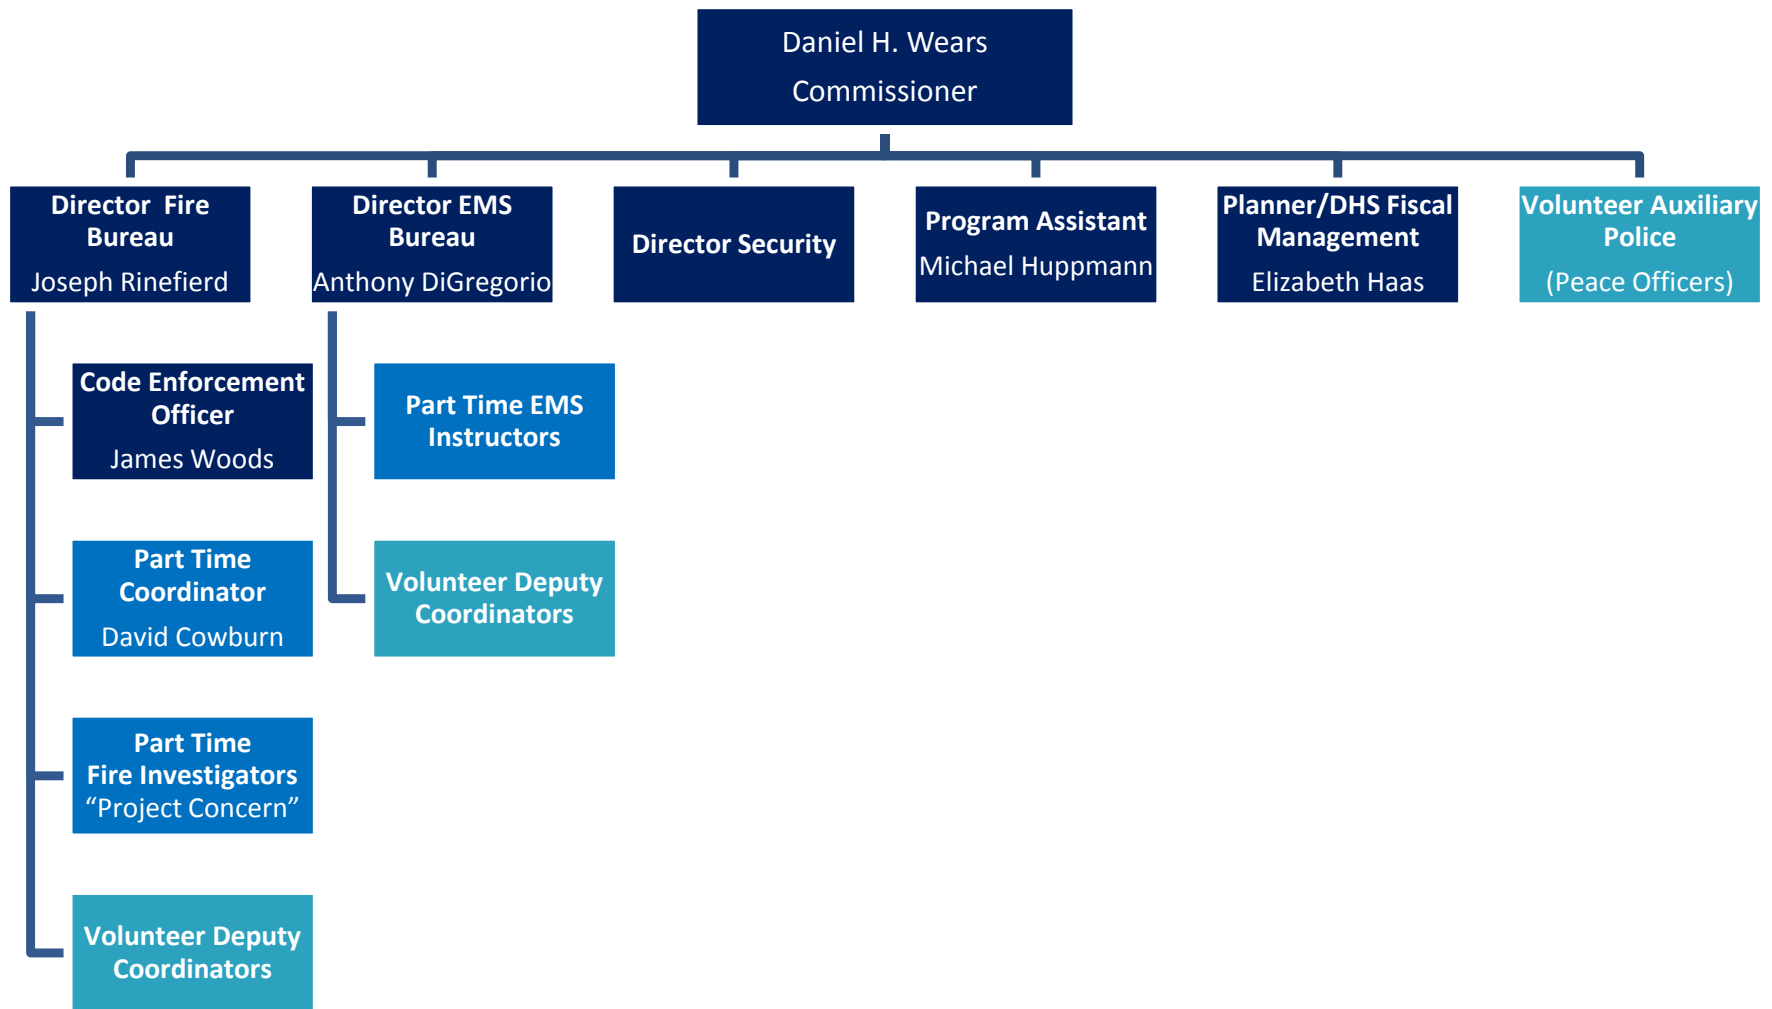 Daniel H. Wears
Commissioner
Director  Fire
Bureau
Joseph Rinefierd
Director EMS
Bureau
Anthony DiGregorio
Director Security
Program Assistant
Michael Huppmann
Planner/DHS Fiscal
Management
Elizabeth Haas
Volunteer Auxiliary
Police
(Peace Officers)
Code Enforcement
Officer
James Woods
Part Time
Coordinator
David Cowburn
Part Time
Fire Investigators
“Project Concern”
Volunteer Deputy
Coordinators
Part Time EMS
Instructors
Volunteer Deputy
Coordinators